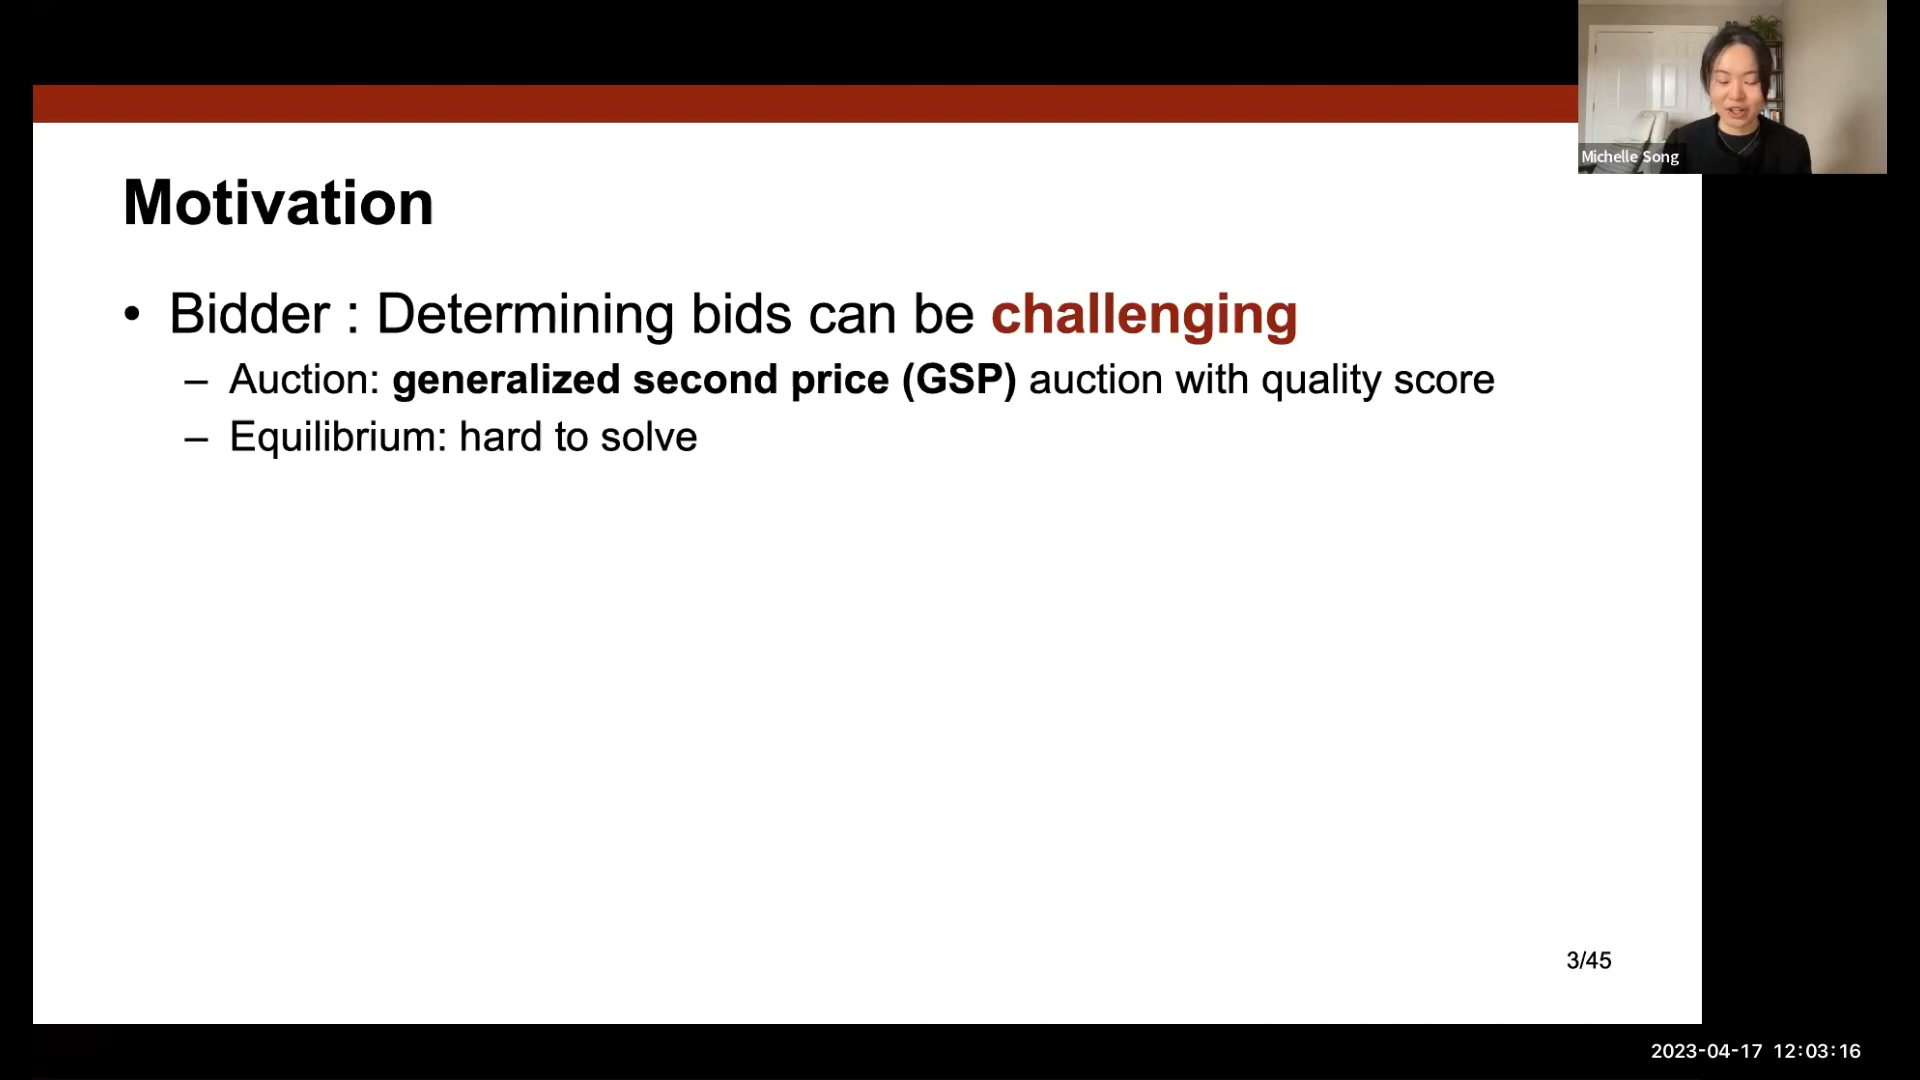 Michelle Song
Motivation
• Bidder : Determining bids can be challenging
– Auction: generalized second price (GSP) auction with quality score
– Equilibrium: hard to solve
3/45
2023-04-17 12:03:16